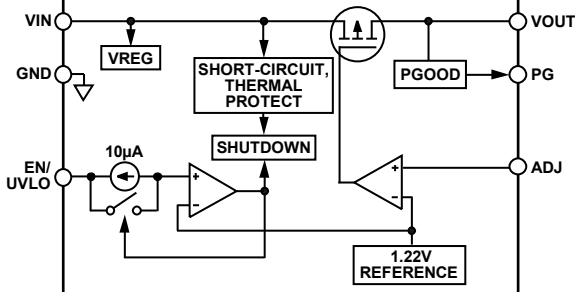 VIN
VOUT
VREG
GND
SHORT-CIRCUIT,
THERMAL
PROTECT
PGOOD
PG
SHUTDOWN
10µA
EN/
UVLO
+
–
+
–
ADJ
1.22V
REFERENCE